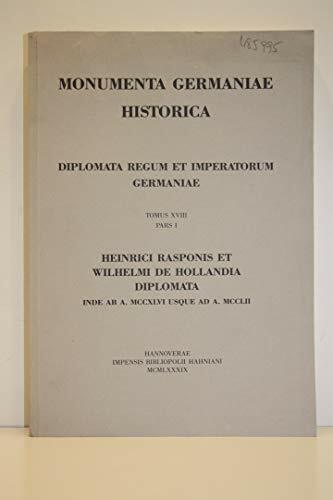 485995
MONUMENTA GERMANIAE
HISTORICA
DIPLOMATA REGUM ET IMPERATORUM
GERMANIAE
TOMUS XVIII
PARS I
HEINRICI RASPONIS ET
WILHELMI DE HOLLANDIA
DIPLOMATA
INDE AB A. MCCXLVI USQUE AD A. MCCLII
HANNOVERAE
IMPENSIS BIBLIOPOLII HAHNIANI
MCMLXXXIX